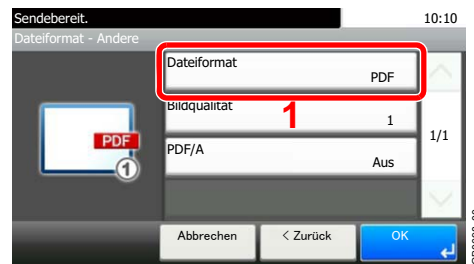 Sendebereit.
10:10
Dateiformat - Andere
Dateiformat
PDF
Bildqualität
1
1
1/1
PDF
1
PDF/A
Aus
Abbrechen
< Zurück
OK